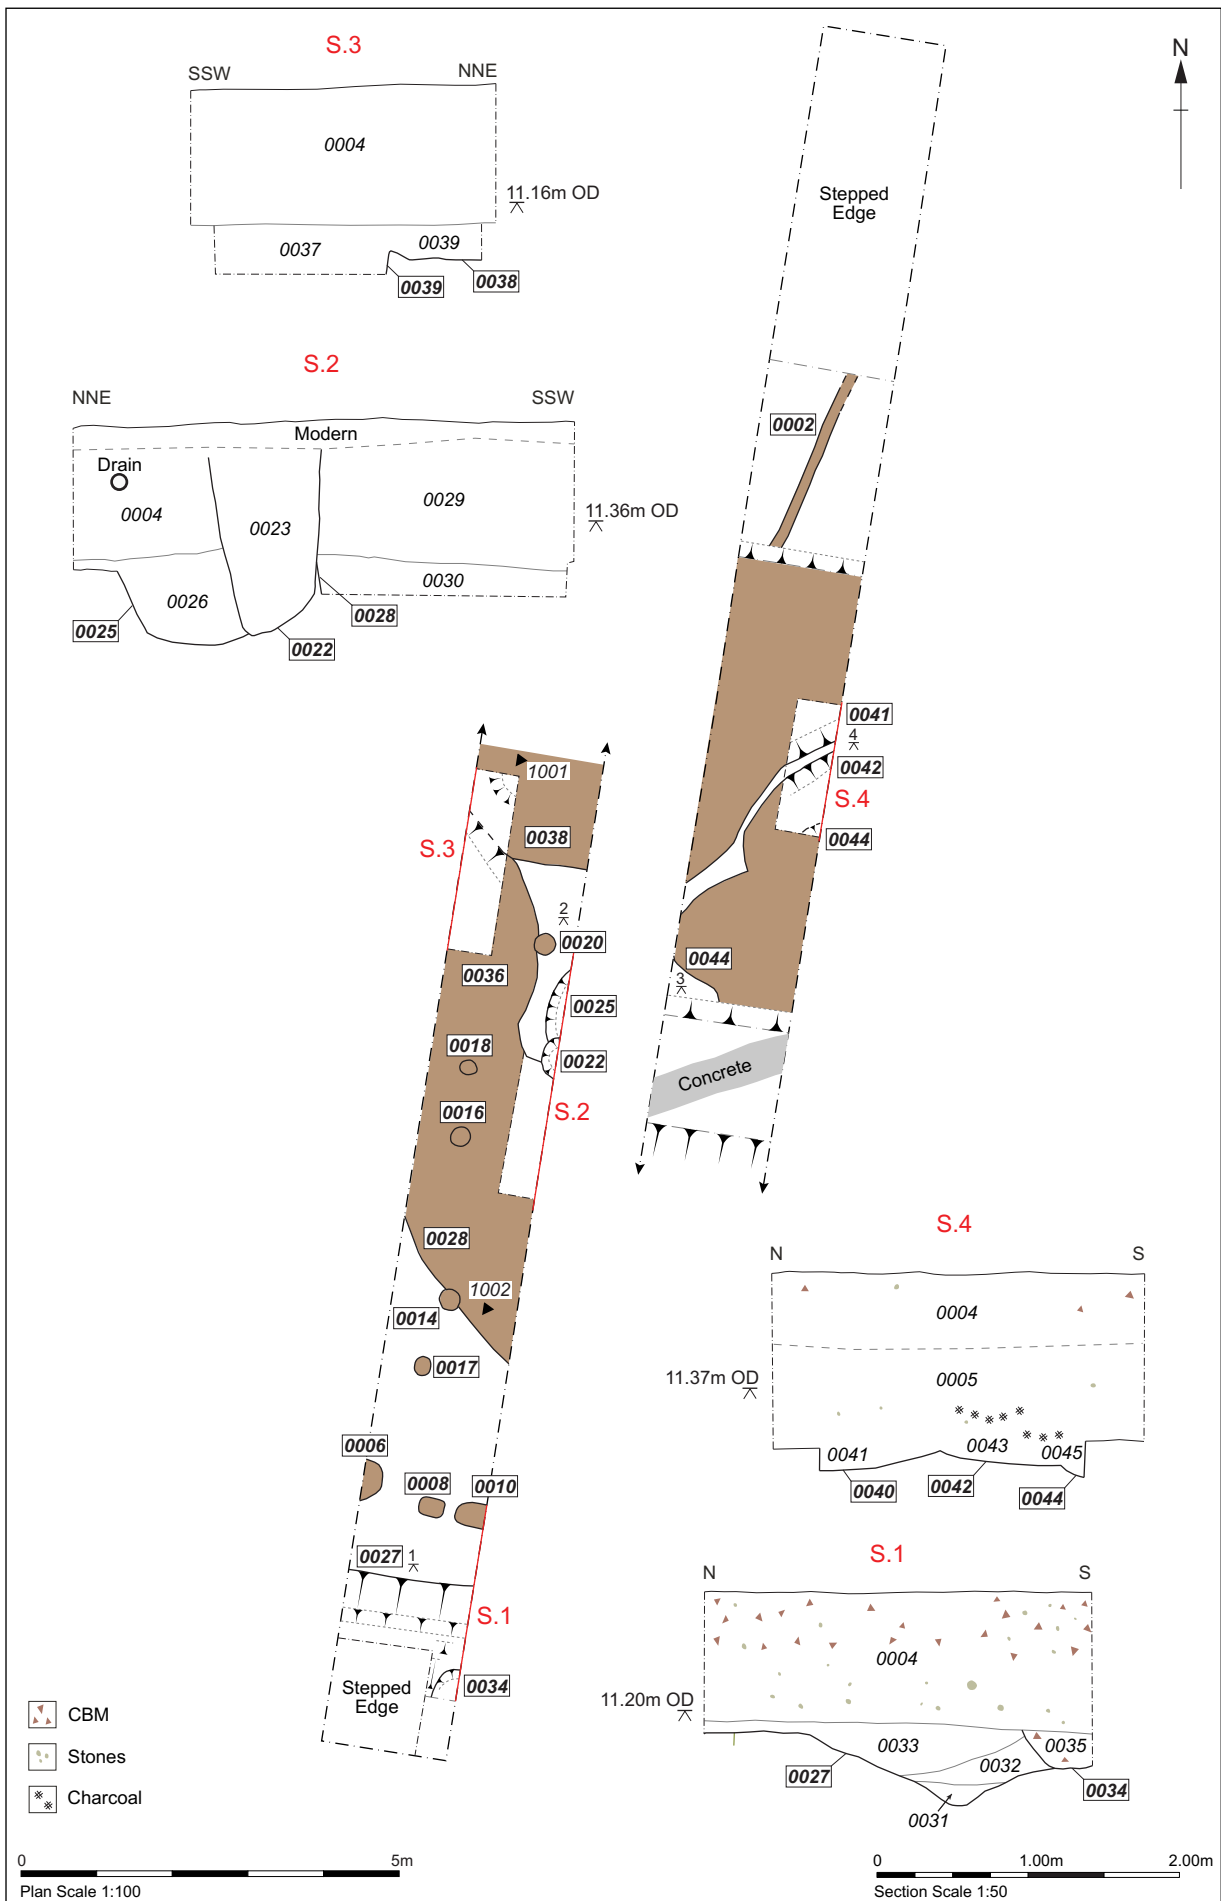 S.3
SSW NNE
0004
11.16m OD
0037 0039
0039 0038
S.2
NNE SSW
Modern
Drain
0004 0023 0029
11.36m OD
0026 0030
0025 0022 0028
N
Stepped
Edge
0002
0041
4
0042
S.4
0044
0044
3
Concrete
1001
0038
S.3
2
0020
0036
0025
0018
0022
0016
S.2
0028
1002
0014
0017
0006
0008 0010
0027 1
S.1
Stepped
Edge
0034
S.4
N S
0004
11.37m OD
0005
0041 0043 0045
0040 0042 0044
S.1
N S
0004
11.20m OD
0033 0032 0035
0027 0034
0031
CBM
Stones
Charcoal
0 5m
Plan Scale 1:100
0 1.00m 2.00m
Section Scale 1:50